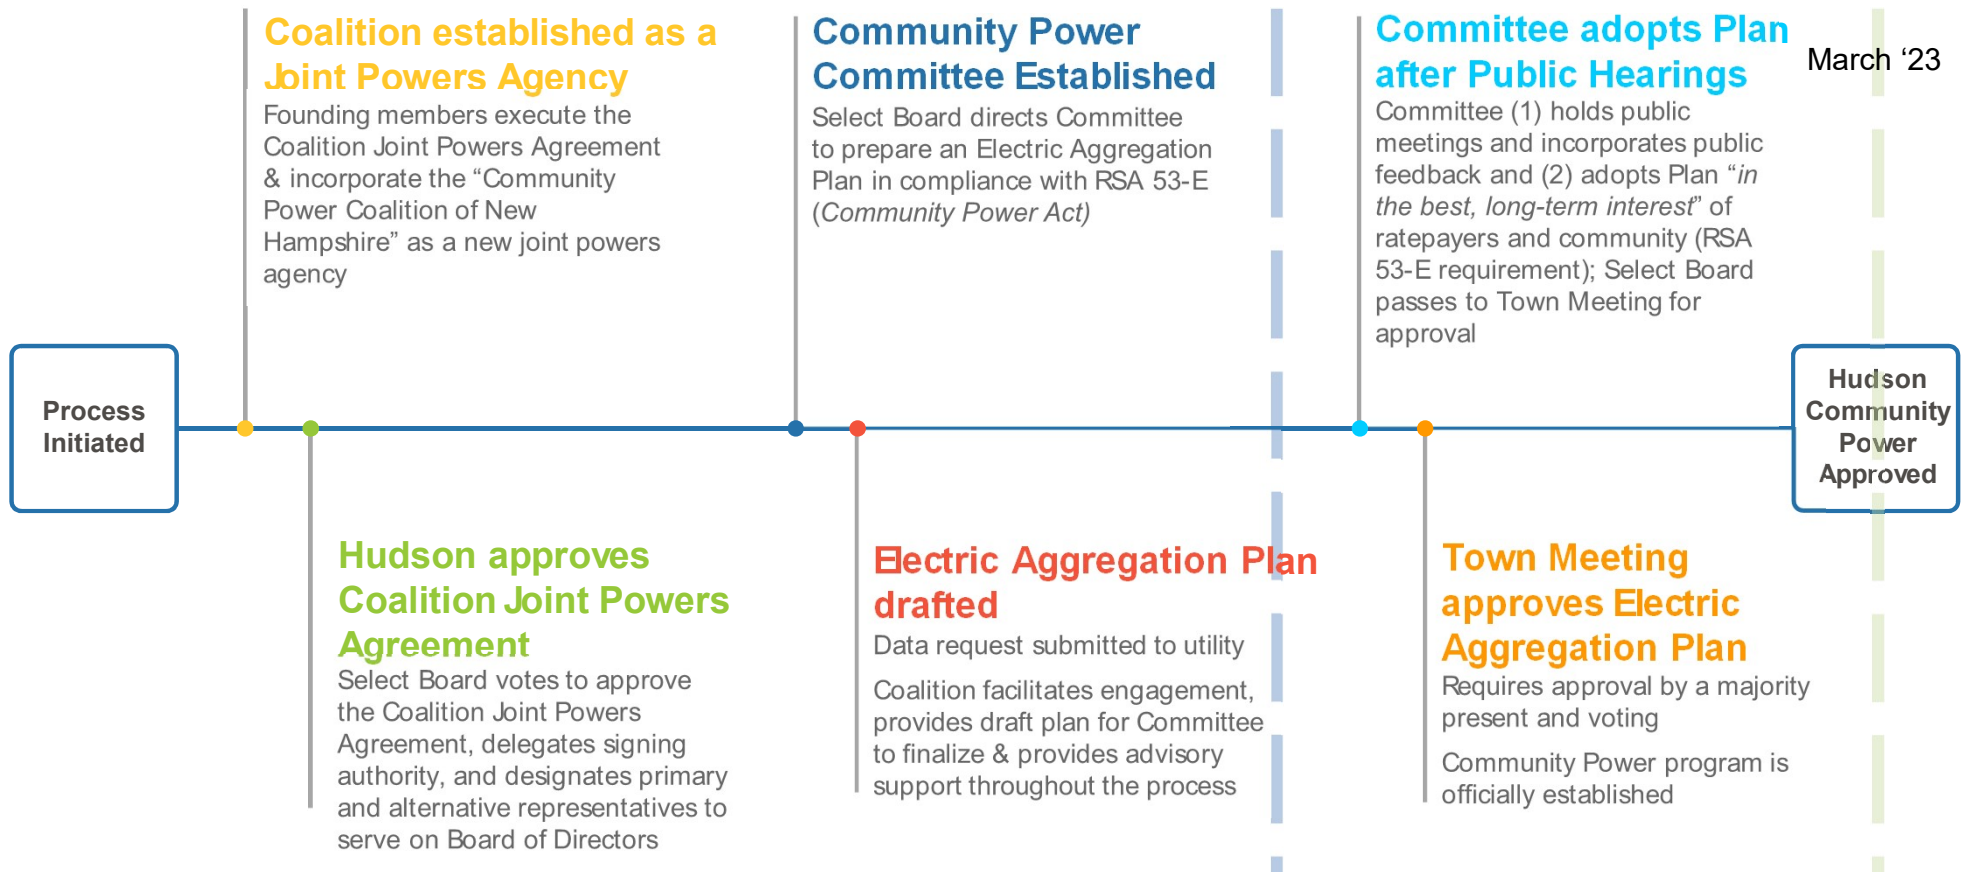 Coalition established as a
Joint Powers Agency
Founding members execute the
Coalition Joint Powers Agreement
& incorporate the “Community
Power Coalition of New
Hampshire” as a new joint powers
agency
Community Power
Committee Established
Select Board directs Committee
to prepare an Electric Aggregation
Plan in compliance with RSA 53-E
(Community Power Act)
Committee adopts Plan
after Public Hearings
Committee (1) holds public
meetings and incorporates public
feedback and (2) adopts Plan “in
the best, long-term interest” of
ratepayers and community (RSA
53-E requirement); Select Board
passes to Town Meeting for
approval
March ‘23
Process
Initiated
Hudson
Community
Power
Approved
Hudson approves
Coalition Joint Powers
Agreement
Select Board votes to approve
the Coalition Joint Powers
Agreement, delegates signing
authority, and designates primary
and alternative representatives to
serve on Board of Directors
Electric Aggregation Plan
drafted
Data request submitted to utility
Coalition facilitates engagement,
provides draft plan for Committee
to finalize & provides advisory
support throughout the process
Town Meeting
approves Electric
Aggregation Plan
Requires approval by a majority
present and voting
Community Power program is
officially established